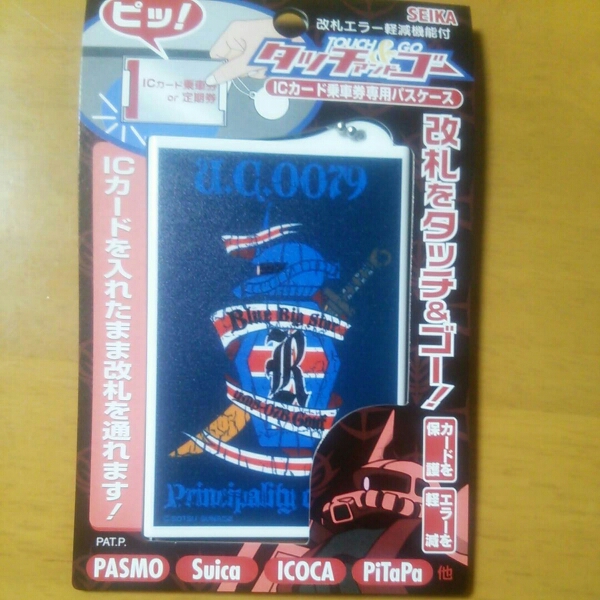 ピッ!
SEIKA
改札エラー軽減機能付
TOUCH & GO
タッチアンドゴー
ICカード乗車券専用パスケース
ICカード乗車券
or 定期券
改札をタッチ&ゴー!
ICカードを入れたまま改札を通れます!
U.C.0079
Blue Big Star
R
Principality
カードを保護
エラーを軽減
PAT.P.
PASMO
Suica
ICOCA
PiTaPa
他